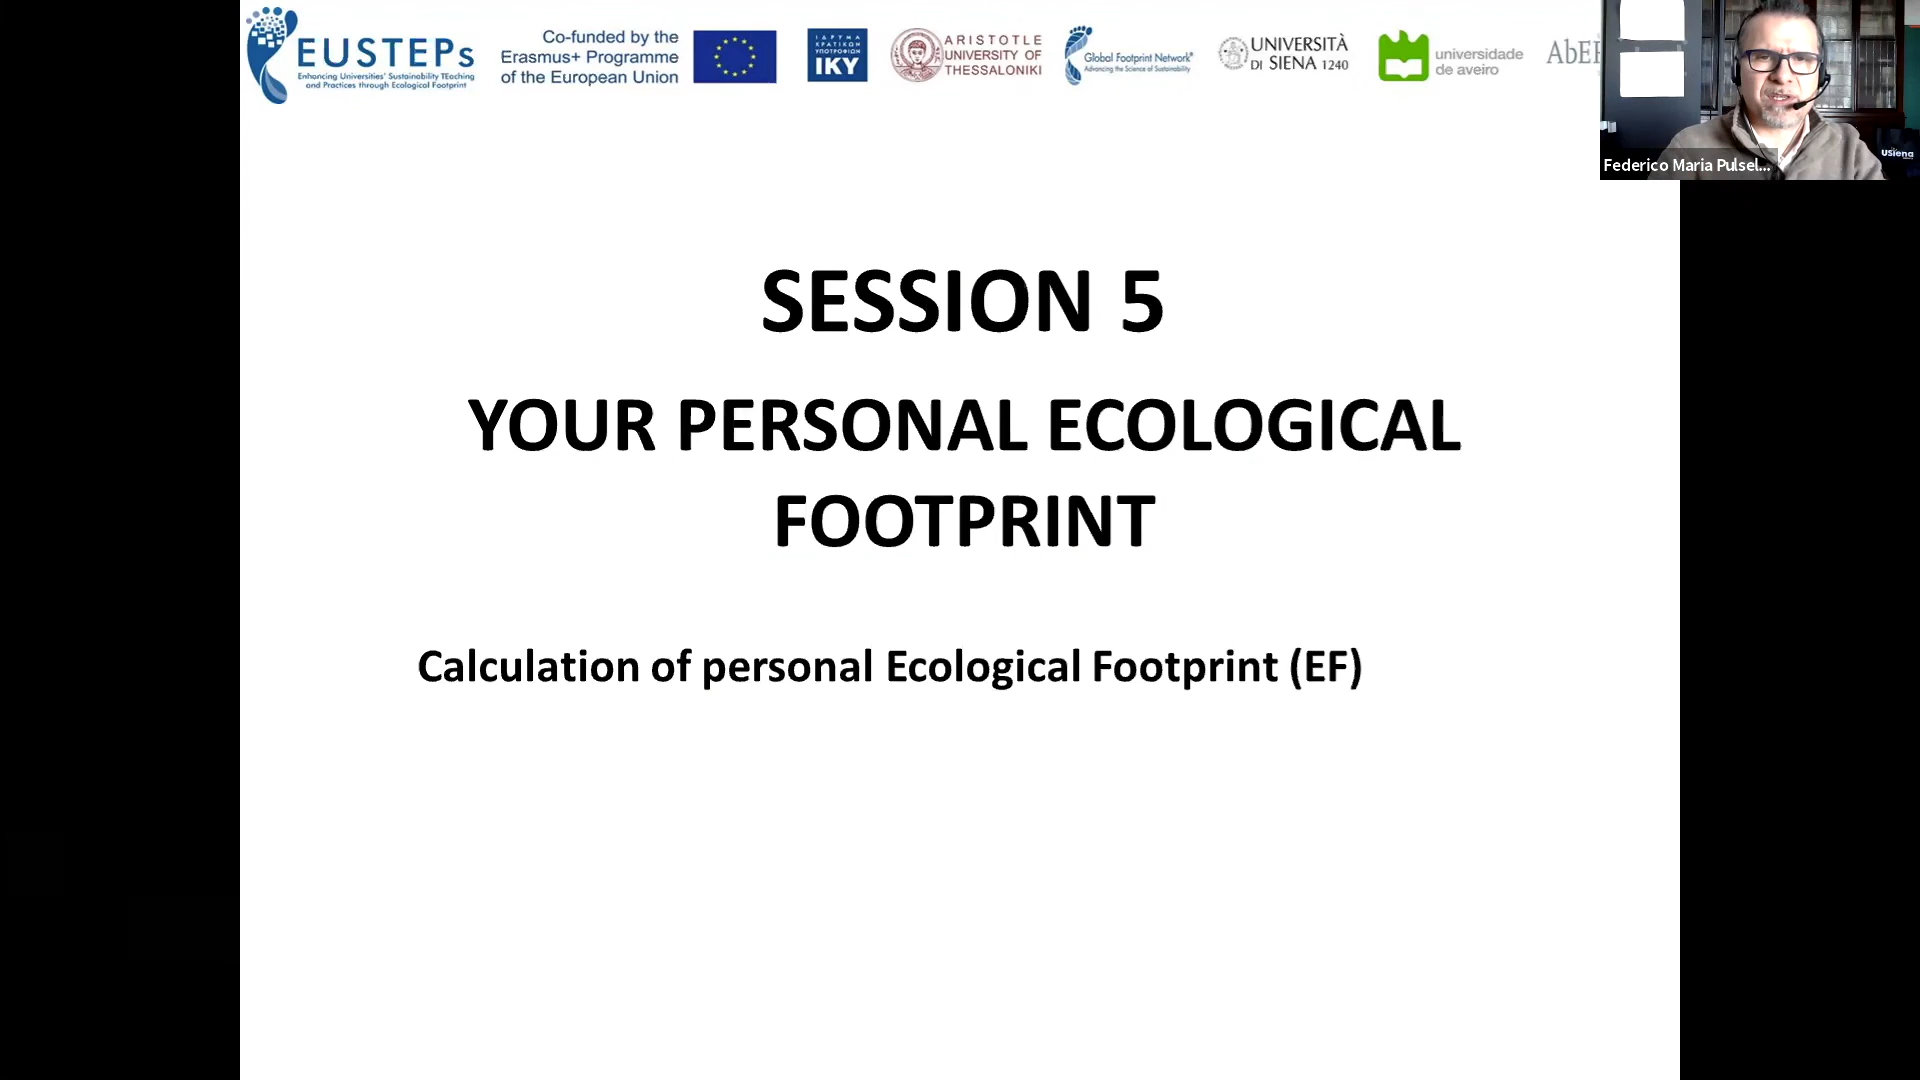 EUSTEPs
Enhancing Universities' Sustainability TEaching
and Practices through Ecological Footprint
Co-funded by the
Erasmus+ Programme
of the European Union
ΙΔΡΥΜΑ
ΚΡΑΤΙΚΩΝ
ΥΠΟΤΡΟΦΙΩΝ
IKY
ARISTOTLE
UNIVERSITY OF
THESSALONIKI
Global Footprint Network®
Advancing the Science of Sustainability
UNIVERSITÀ
DI SIENA 1240
universidade
de aveiro
USiena
Federico Maria Pulsel...
SESSION 5
YOUR PERSONAL ECOLOGICAL
FOOTPRINT
Calculation of personal Ecological Footprint (EF)